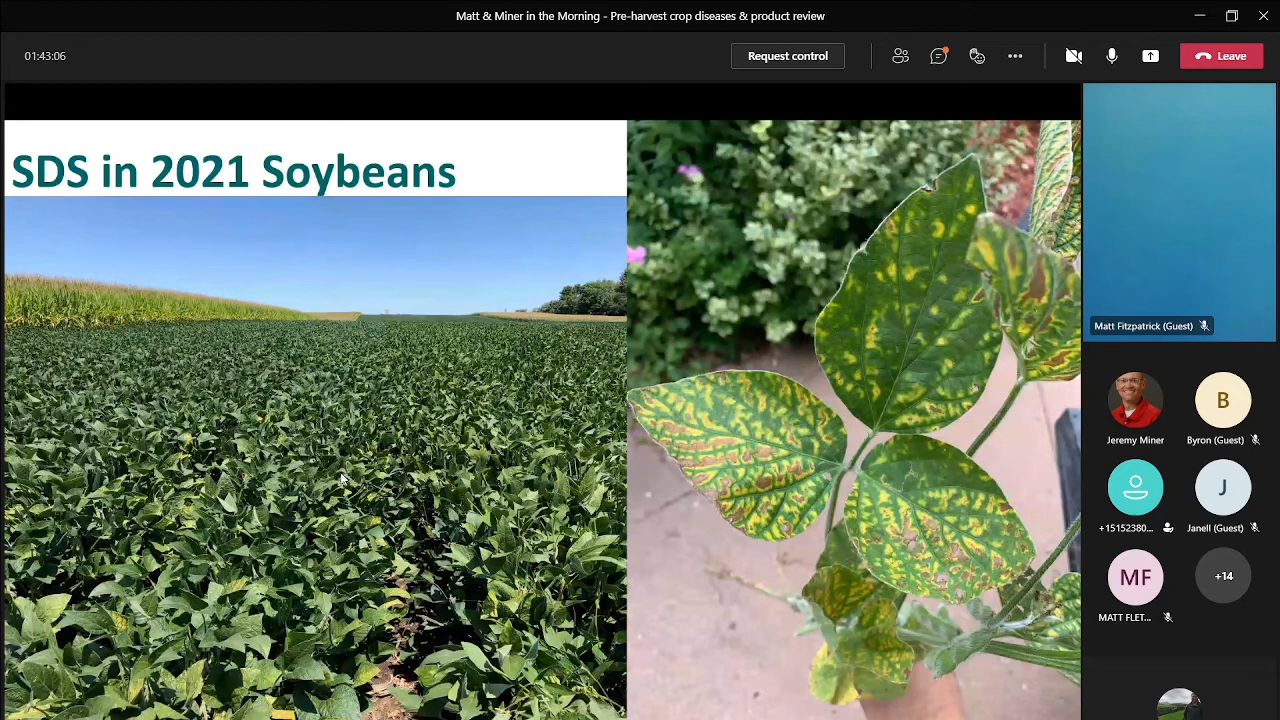 Matt & Miner in the Morning - Pre-harvest crop diseases & product review
01:43:06
Request control
Leave
SDS in 2021 Soybeans
Matt Fitzpatrick (Guest)
Jeremy Miner
B
Byron (Guest)
+15152380...
J
Janell (Guest)
MF
MATT FLET...
+14